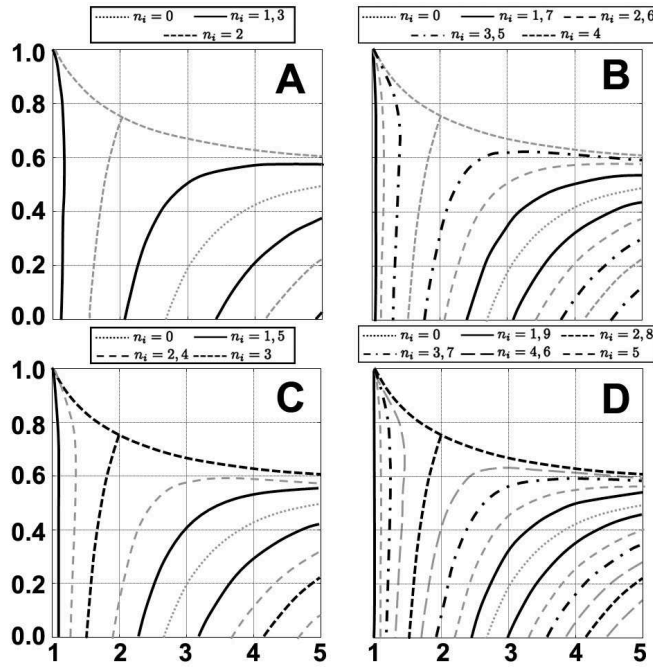 n_i = 0 n_i = 1, 3
n_i = 2
n_i = 0 n_i = 1, 7 n_i = 2, 6
n_i = 3, 5 n_i = 4
A
1.0
0.8
0.6
0.4
0.2
0.0
B
n_i = 0 n_i = 1, 5
n_i = 2, 4 n_i = 3
n_i = 0 n_i = 1, 9 n_i = 2, 8
n_i = 3, 7 n_i = 4, 6 n_i = 5
C
1.0
0.8
0.6
0.4
0.2
0.0
1 2 3 4 5
D
1 2 3 4 5